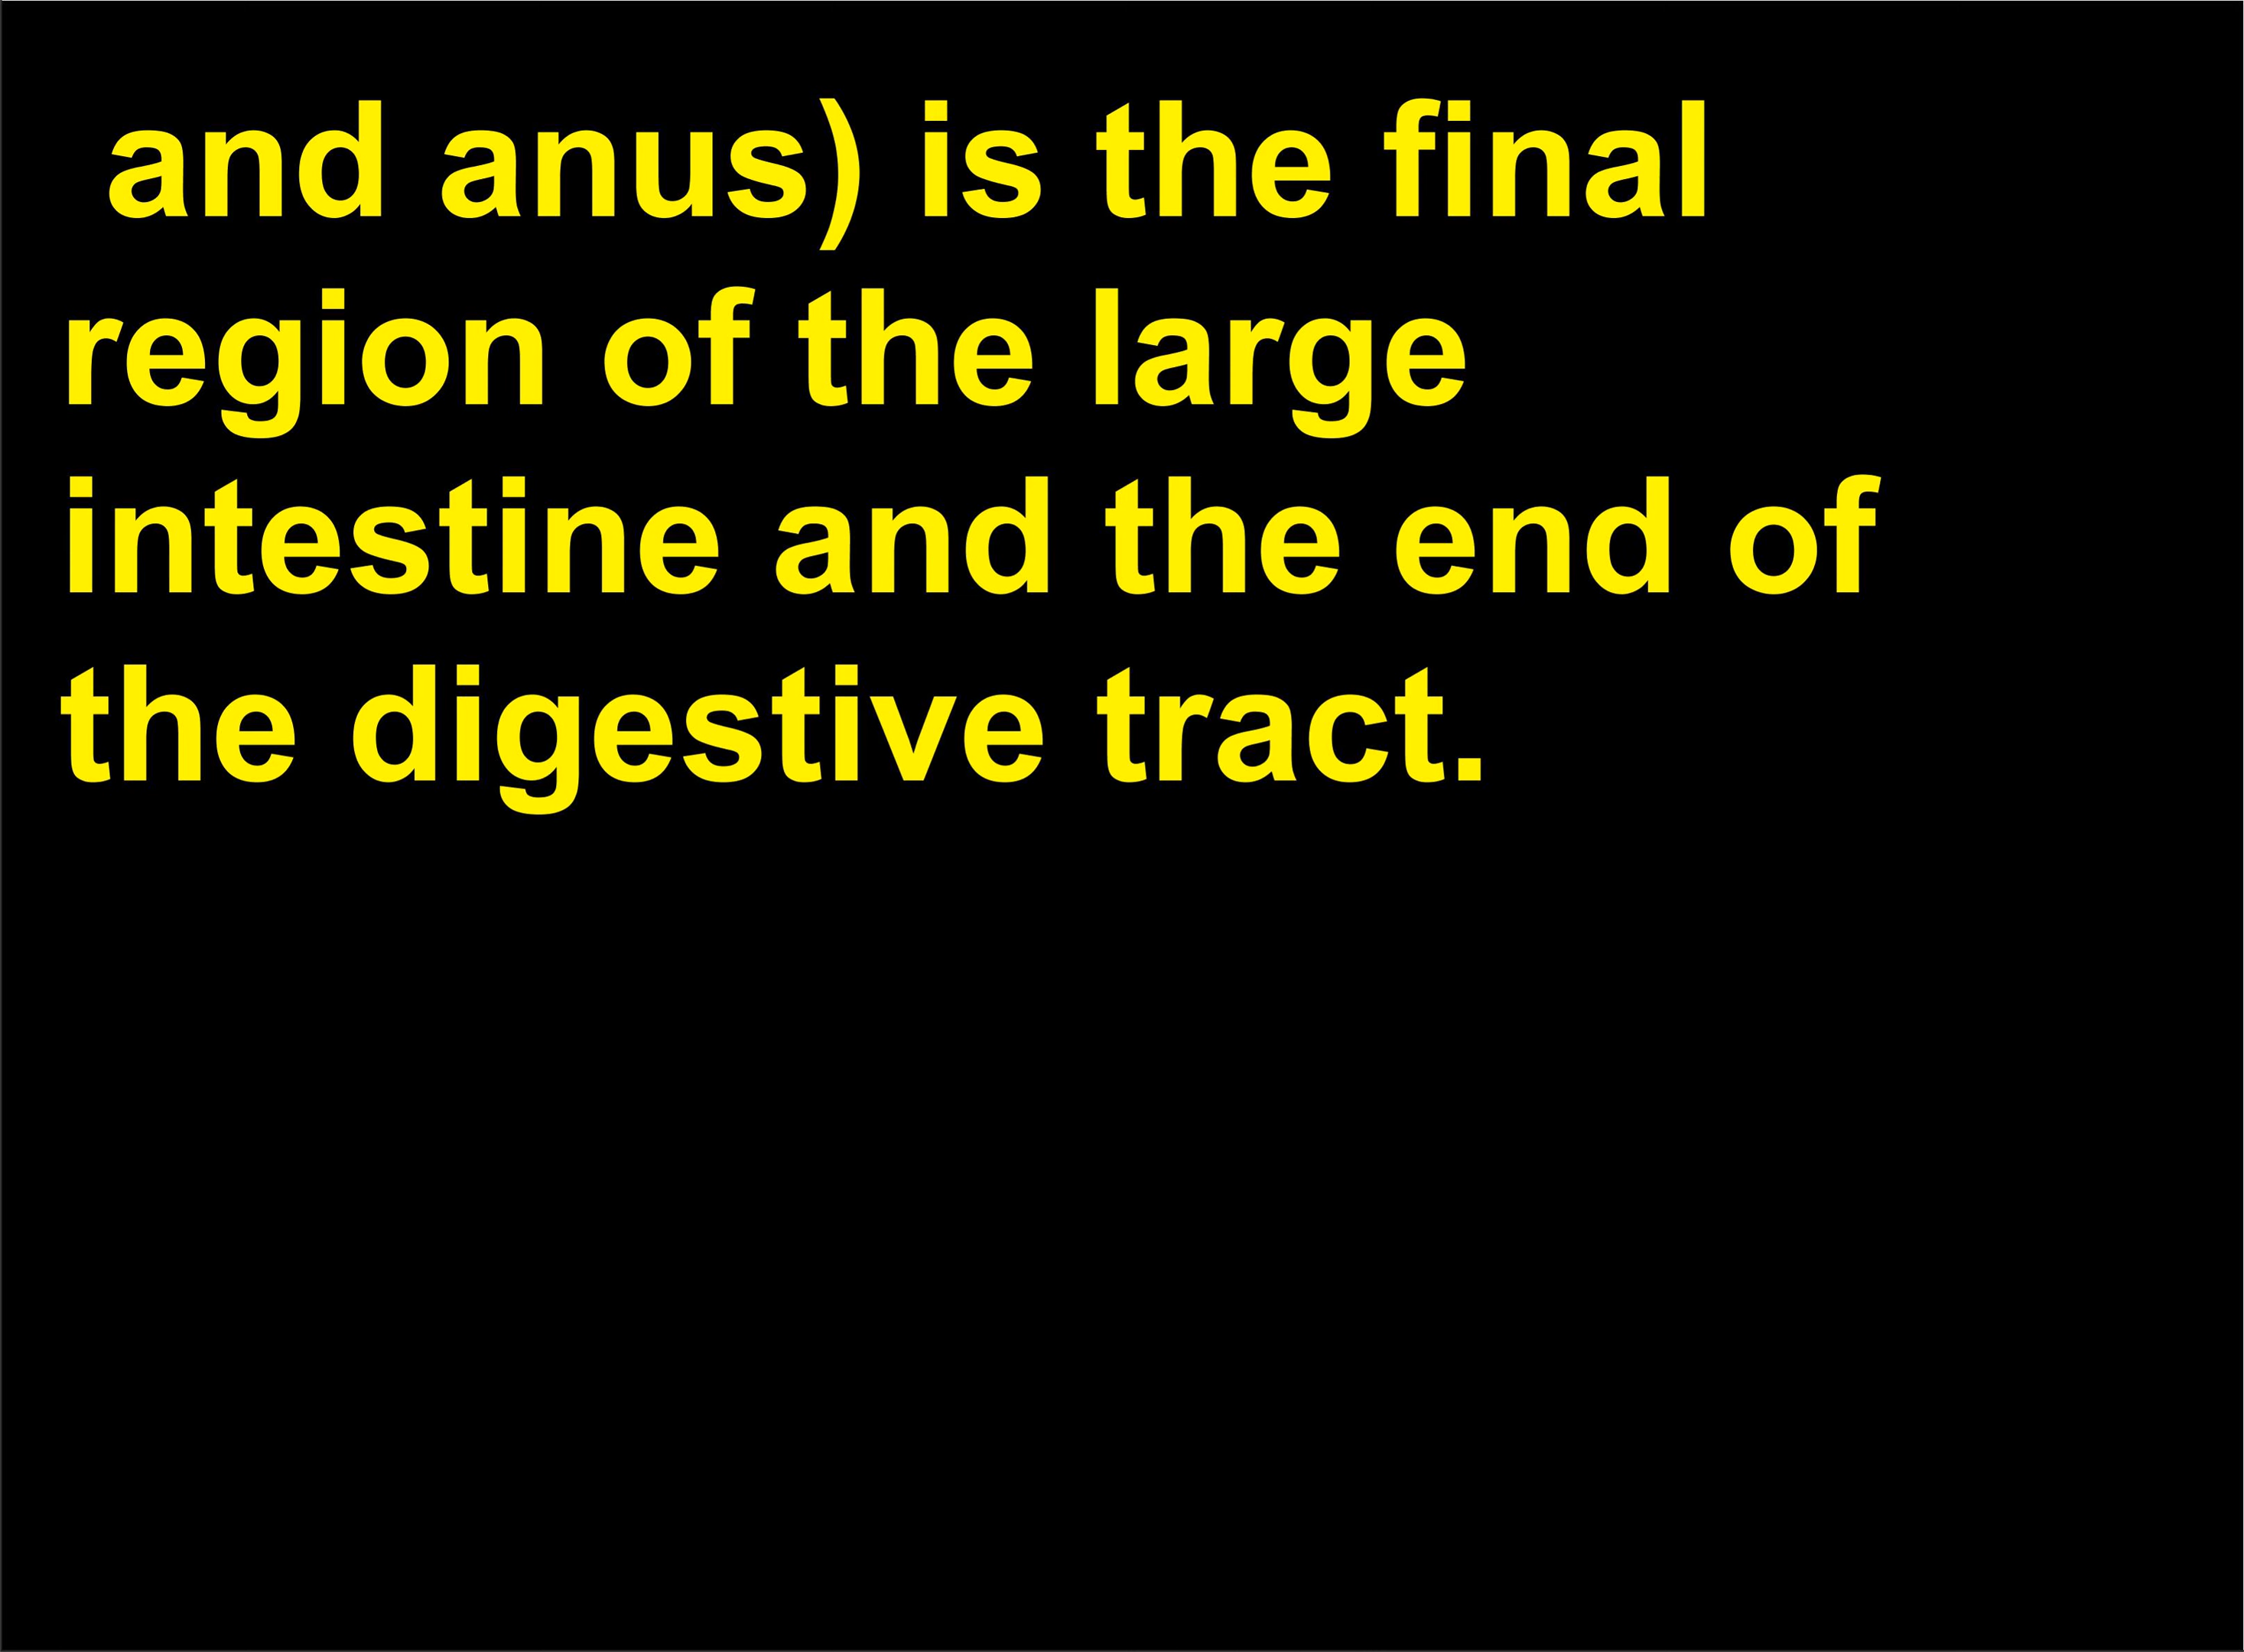 and anus) is the final
region of the large
intestine and the end of
the digestive tract.